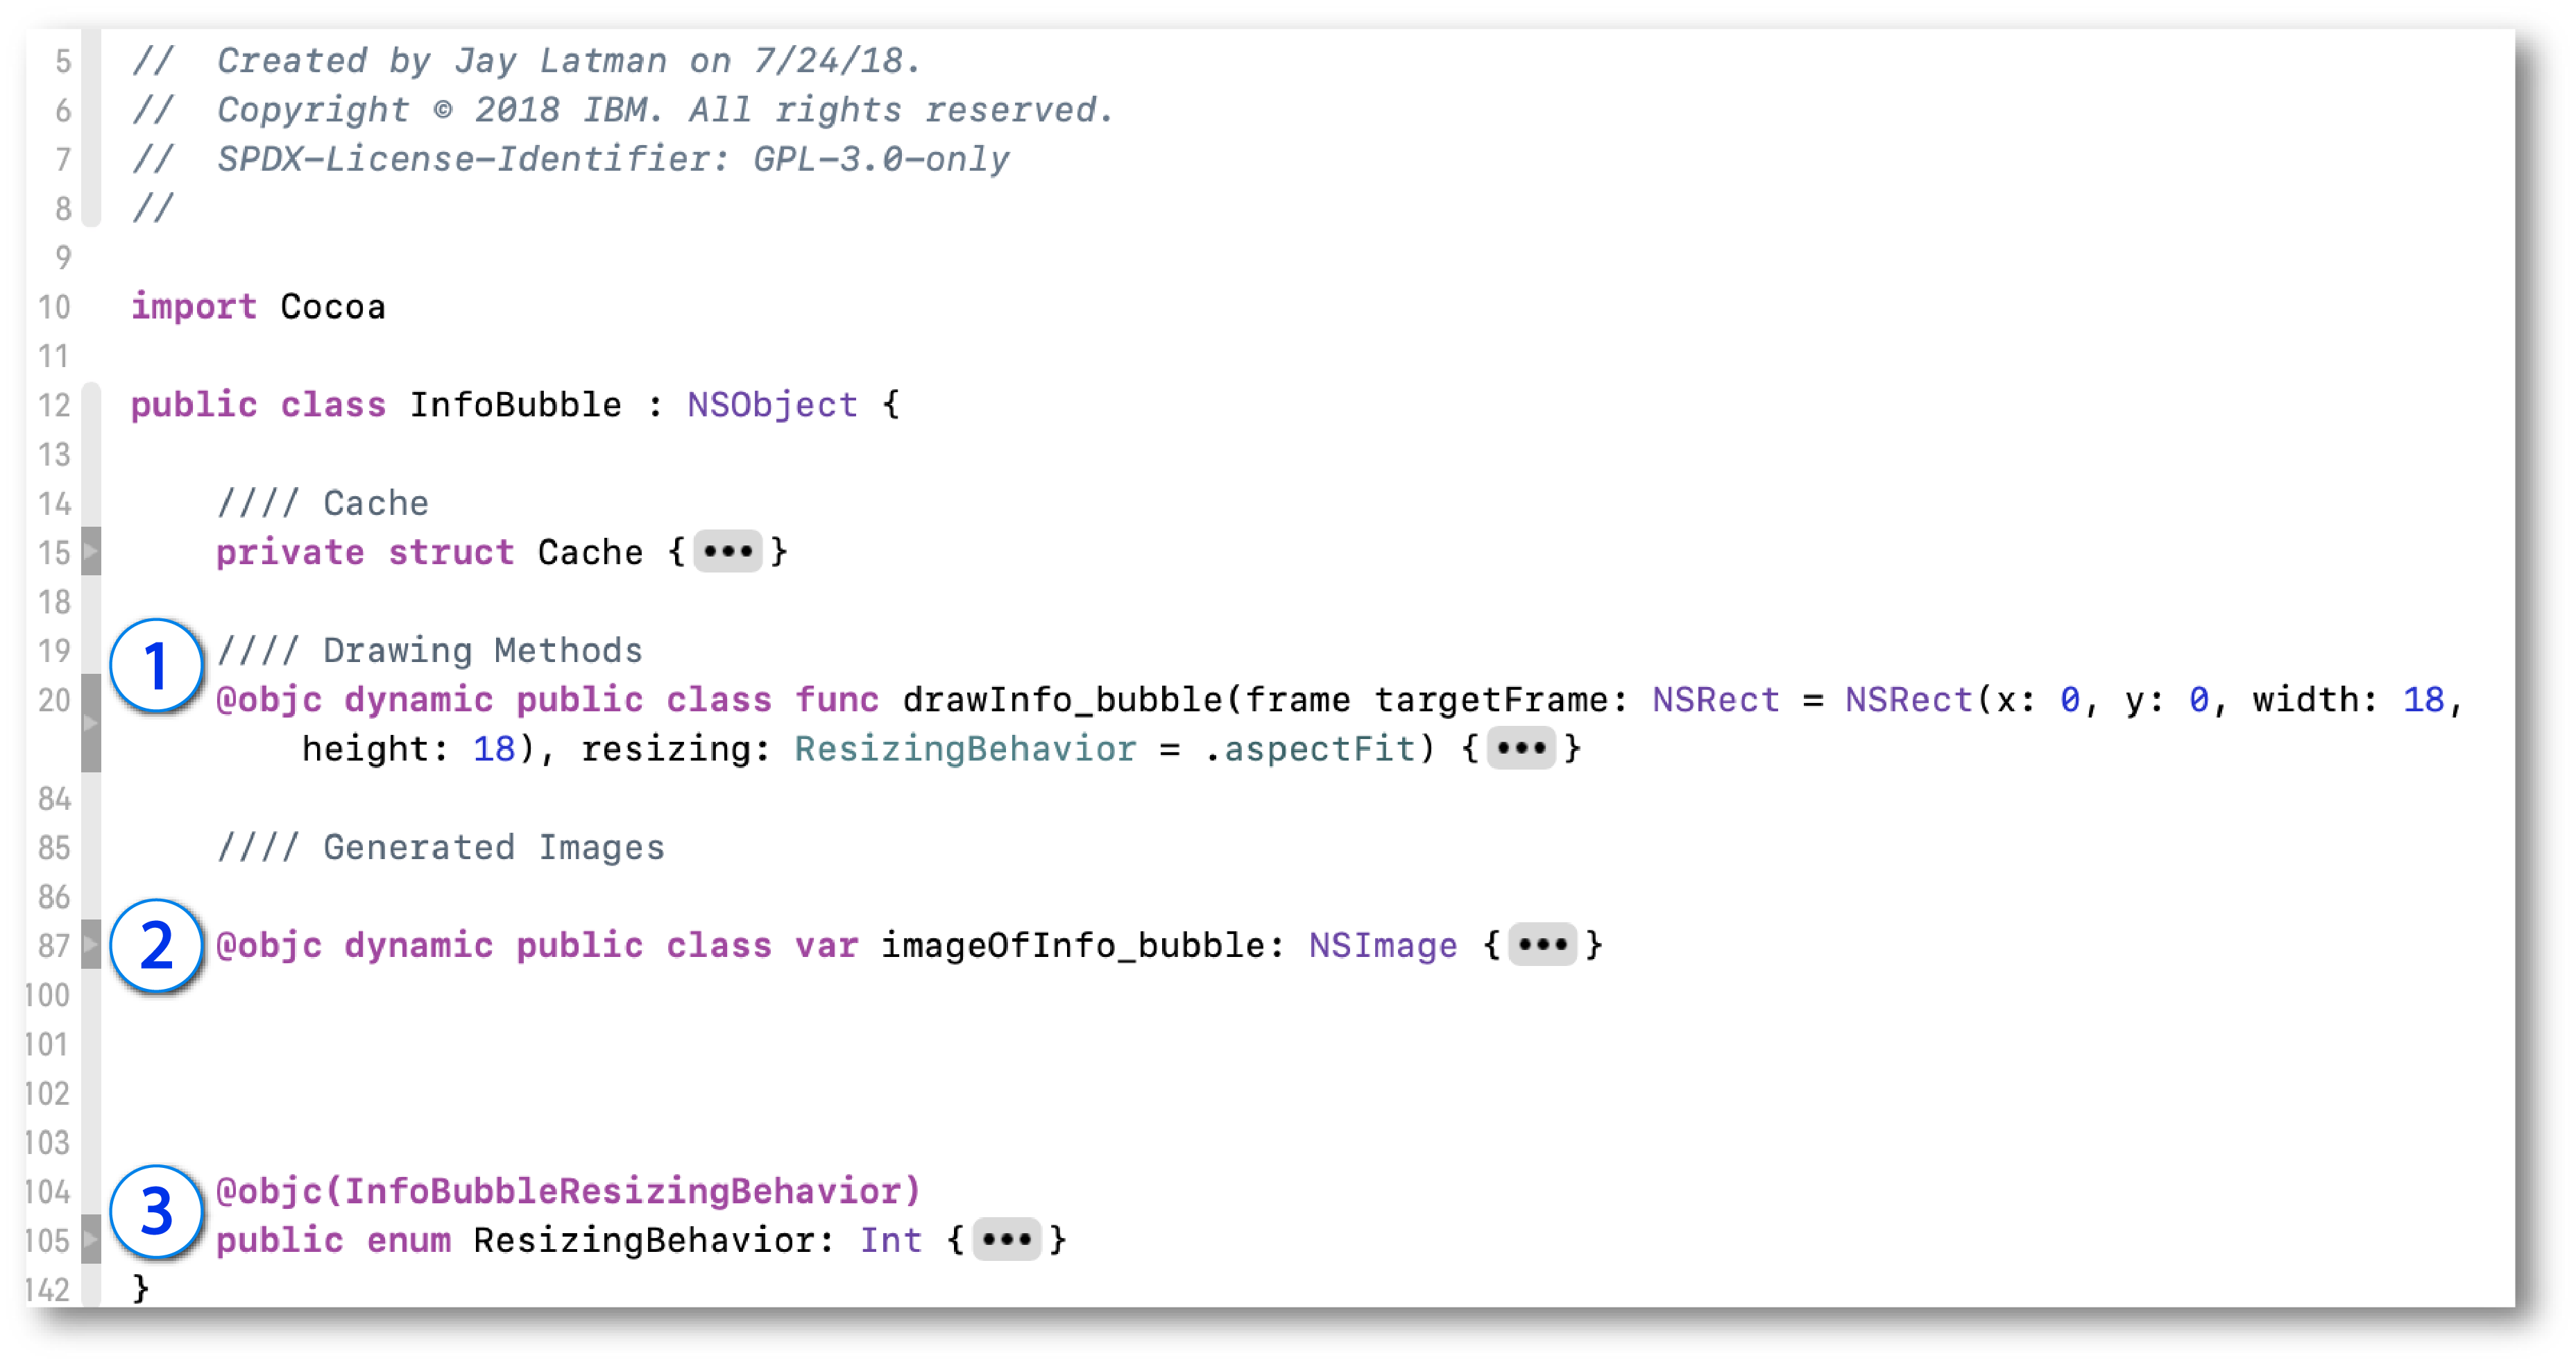 5 //  Created by Jay Latman on 7/24/18.
6 //  Copyright © 2018 IBM. All rights reserved.
7 //  SPDX-License-Identifier: GPL-3.0-only
8 //
9
10 import Cocoa
11
12 public class InfoBubble : NSObject {
13
14 //// Cache
15 private struct Cache {•••}
18
19 //// Drawing Methods
1
20 @objc dynamic public class func drawInfo_bubble(frame targetFrame: NSRect = NSRect(x: 0, y: 0, width: 18,
height: 18), resizing: ResizingBehavior = .aspectFit) {•••}
84
85 //// Generated Images
86
87 2 @objc dynamic public class var imageOfInfo_bubble: NSImage {•••}
100
101
102
103
104 @objc(InfoBubbleResizingBehavior)
3
105 public enum ResizingBehavior: Int {•••}
142 }